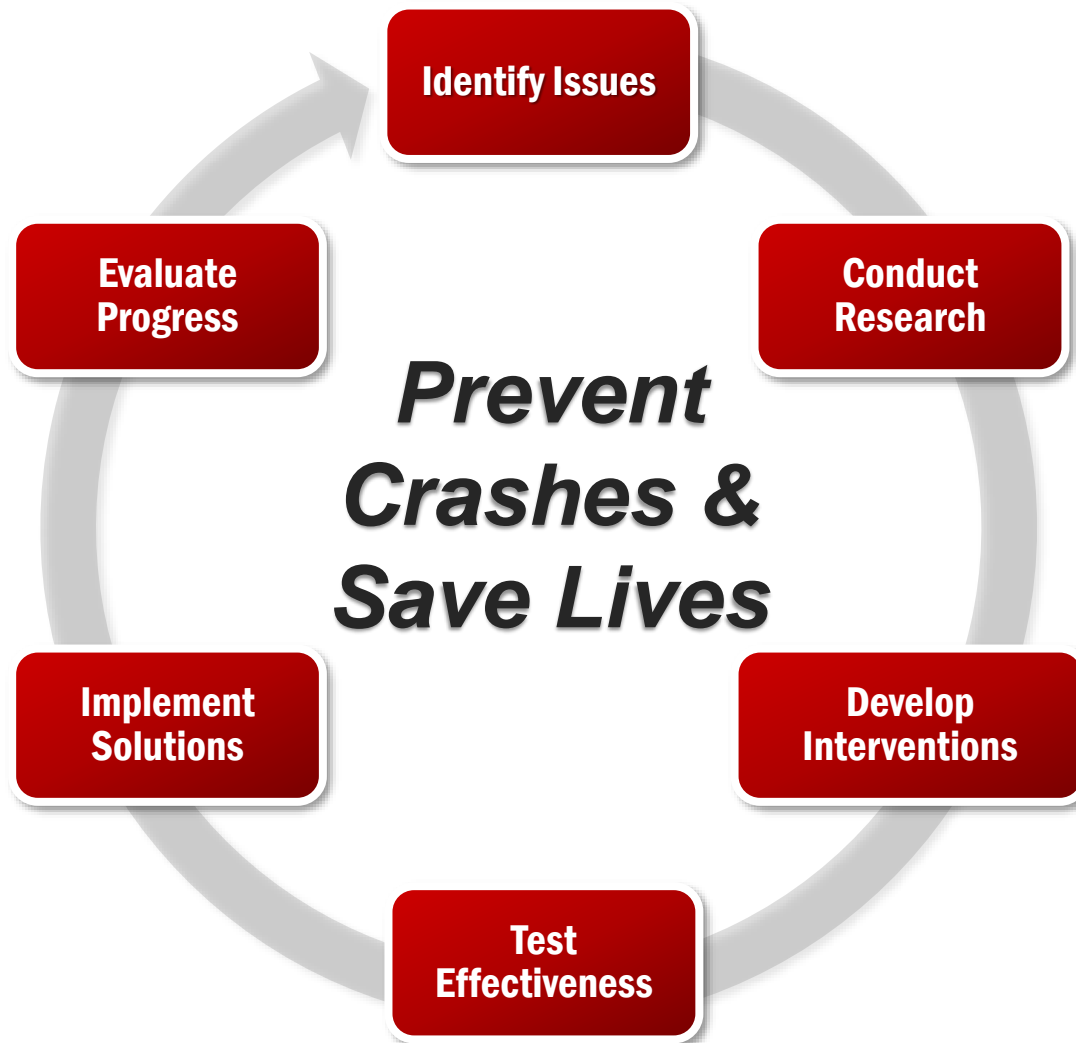 Identify Issues
Conduct
Research
Develop
Interventions
Test
Effectiveness
Implement
Solutions
Evaluate
Progress
Prevent
Crashes &
Save Lives